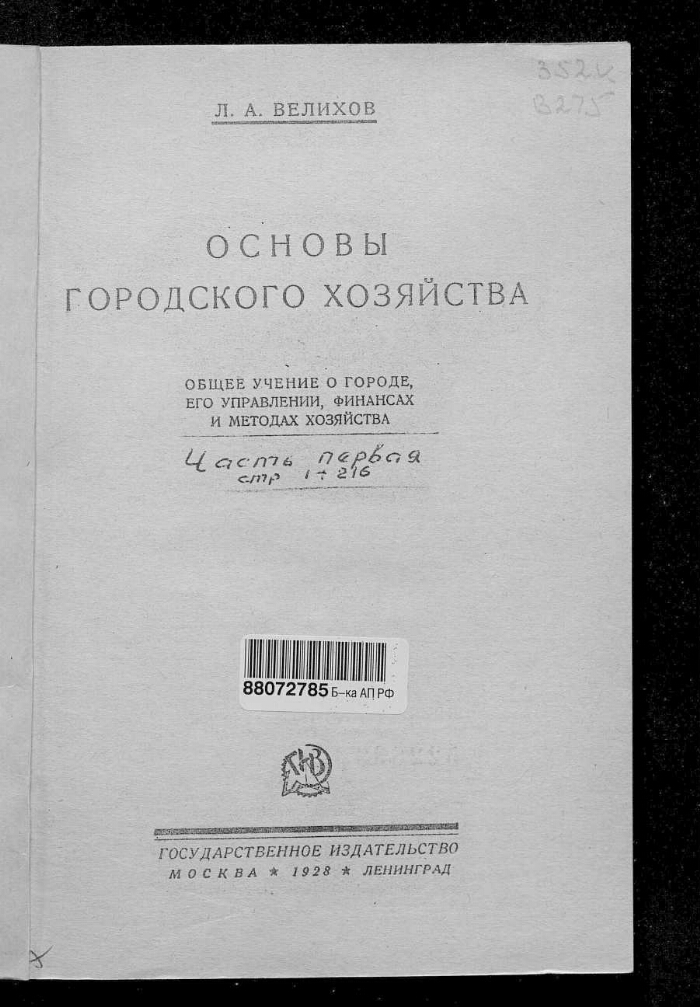 352к
В275
Л. А. ВЕЛИХОВ
ОСНОВЫ
ГОРОДСКОГО ХОЗЯЙСТВА
ОБЩЕЕ УЧЕНИЕ О ГОРОДЕ,
ЕГО УПРАВЛЕНИИ, ФИНАНСАХ
И МЕТОДАХ ХОЗЯЙСТВА
Часть первая
стр 1 ÷ 216
88072785 Б–ка АП РФ
ГОСУДАРСТВЕННОЕ ИЗДАТЕЛЬСТВО
МОСКВА ★ 1928 ★ ЛЕНИНГРАД